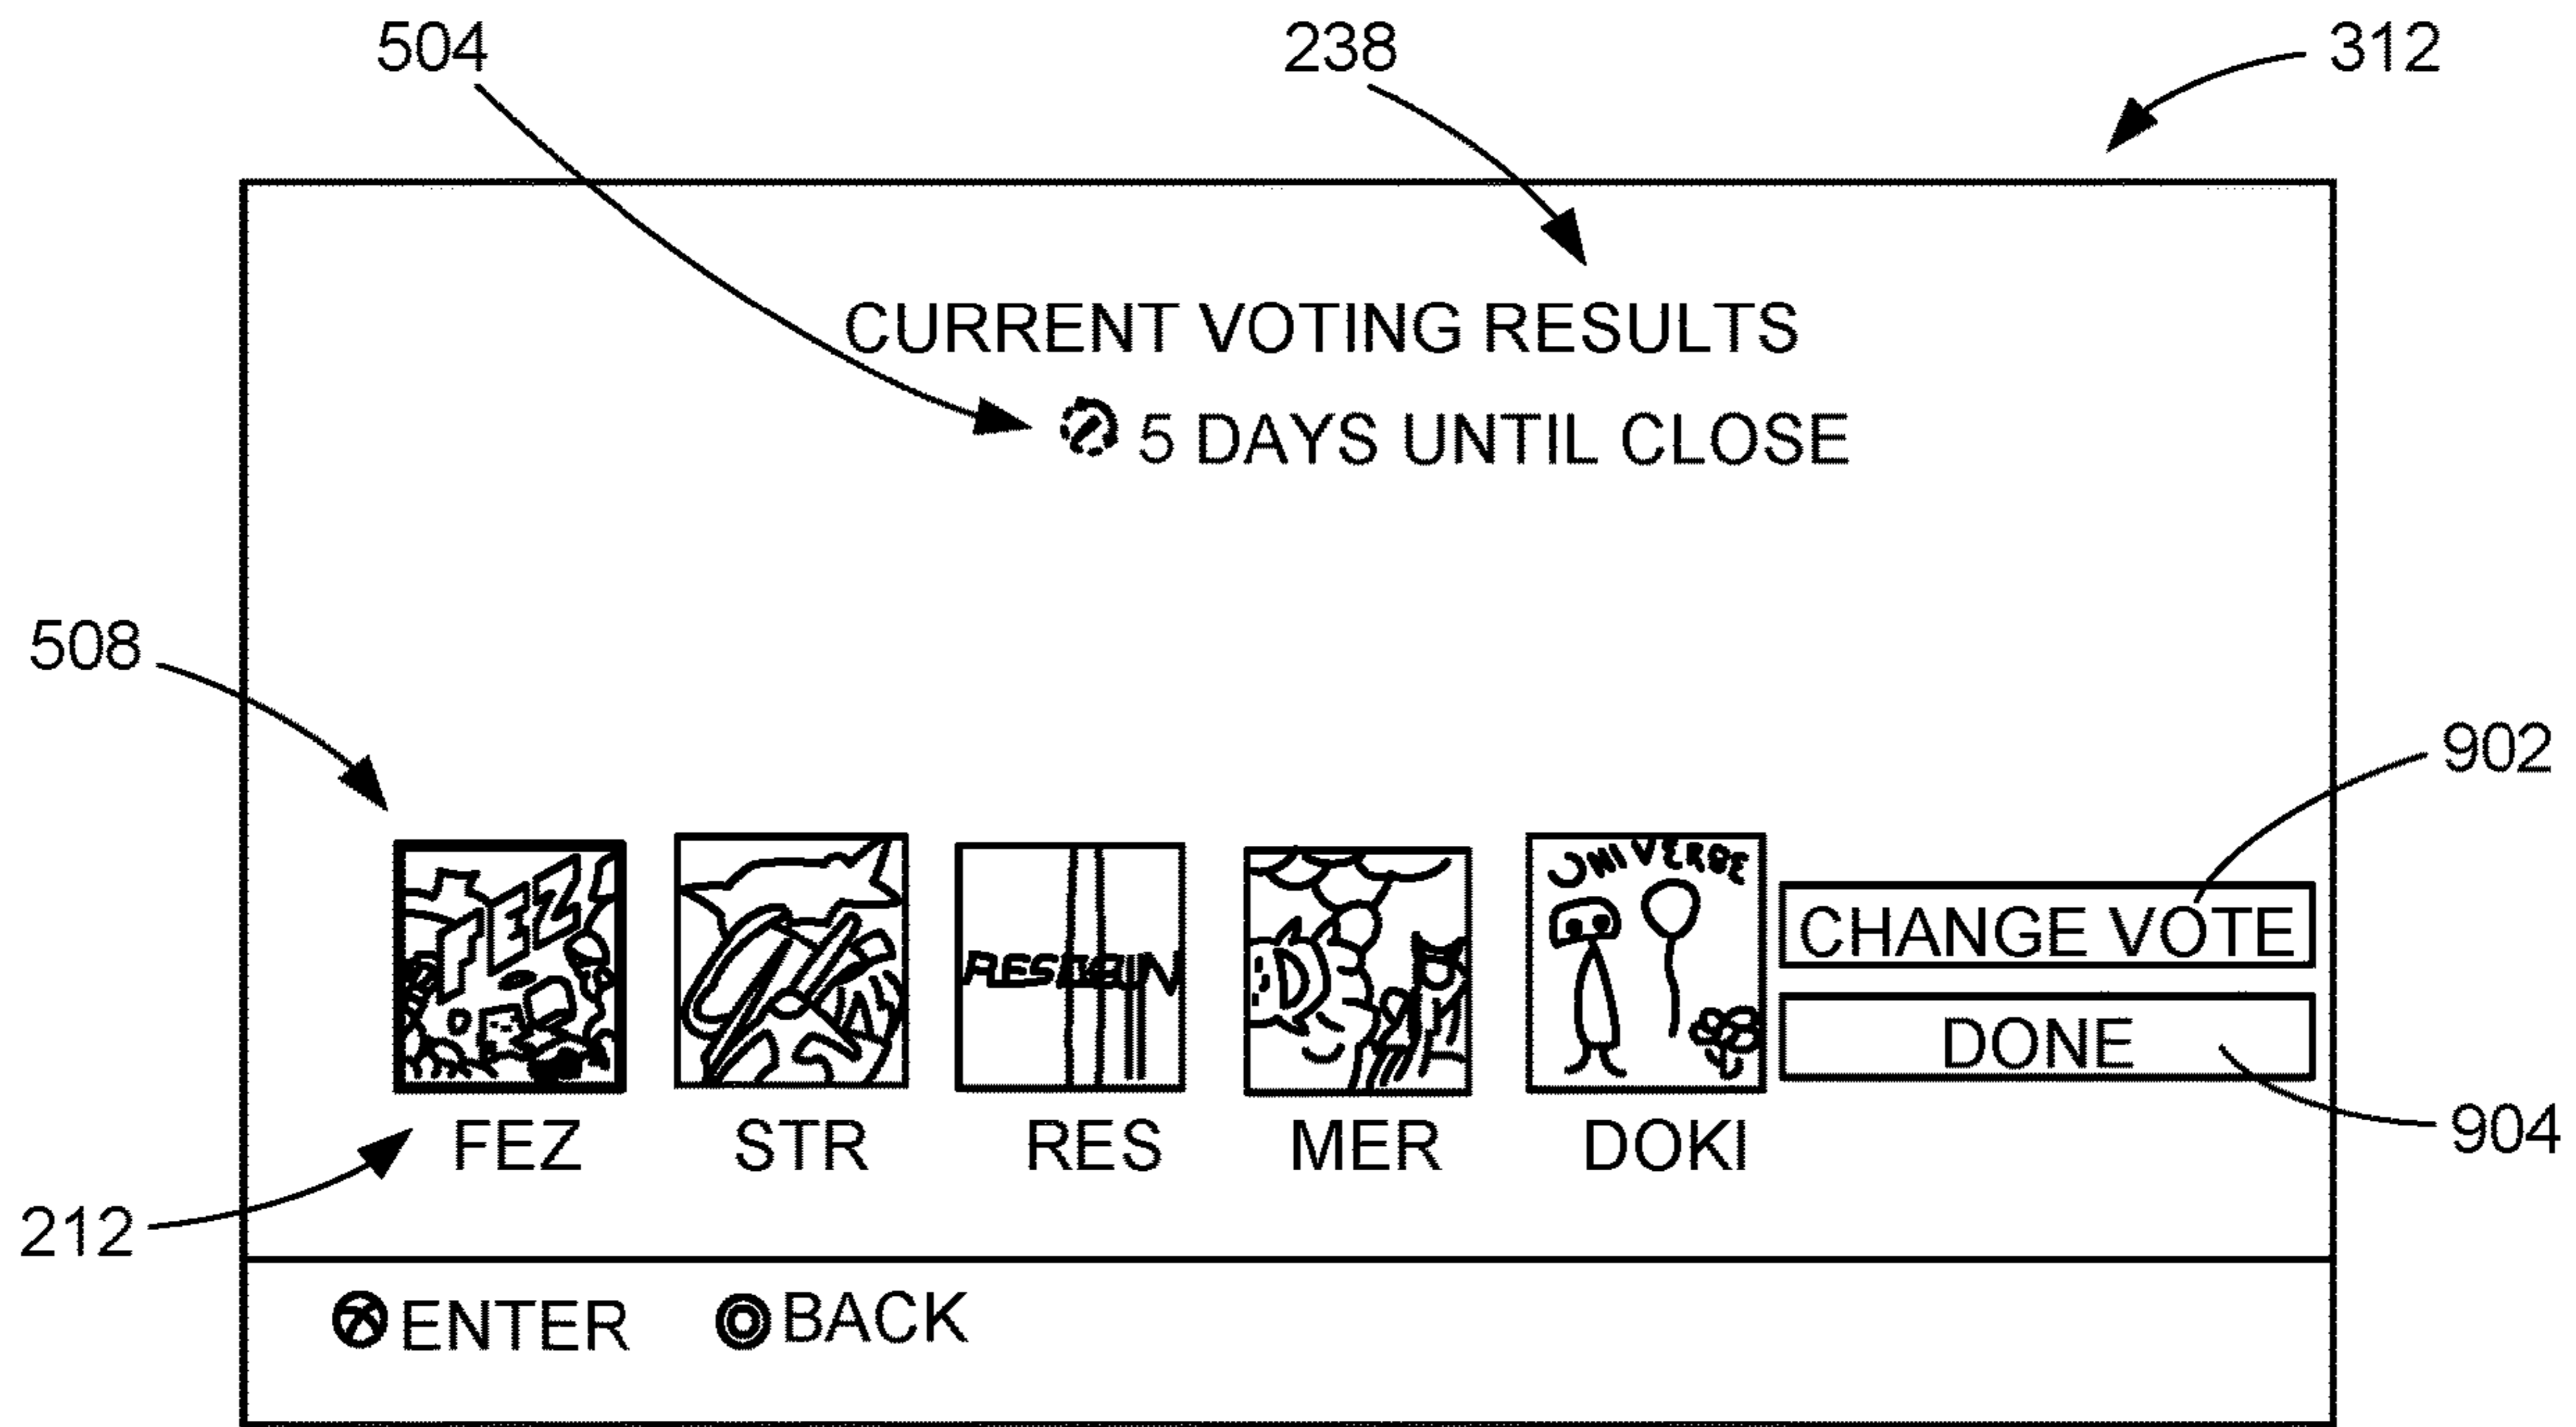 504 238 312
CURRENT VOTING RESULTS
5 DAYS UNTIL CLOSE
508
902
FEZ
UNIVERSE
RESOGUN
CHANGE VOTE
DONE
904
FEZ STR RES MER DOKI
212
ENTER BACK